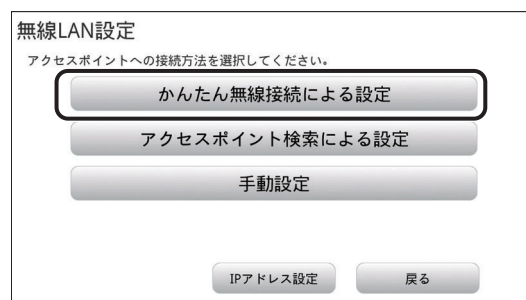 無線LAN設定
アクセスポイントへの接続方法を選択してください。
かんたん無線接続による設定
アクセスポイント検索による設定
手動設定
IPアドレス設定
戻る